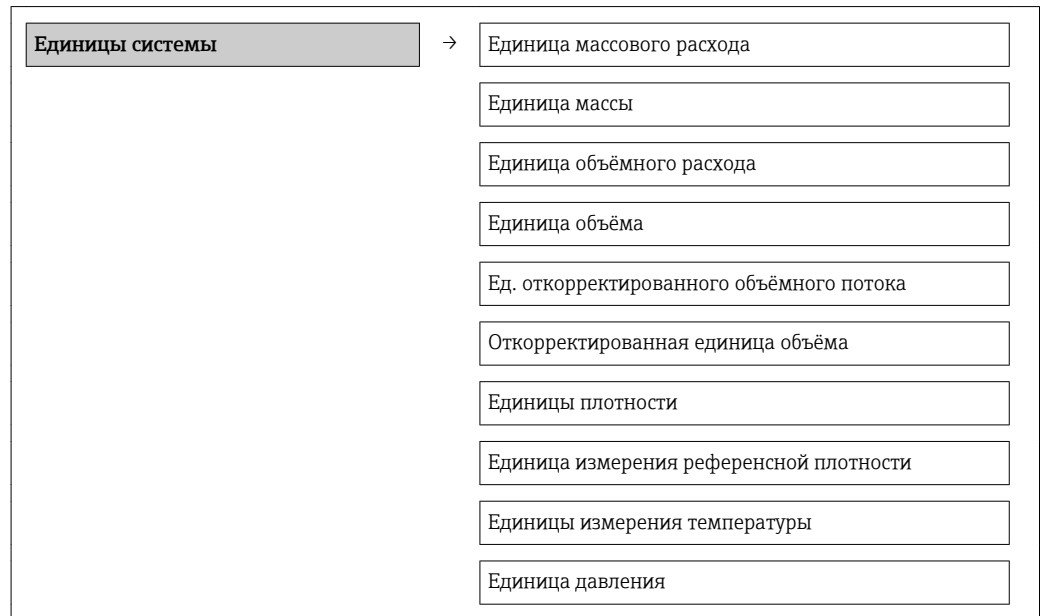 Единицы системы → Единица массового расхода
Единица массы
Единица объёмного расхода
Единица объёма
Ед. откорректированного объёмного потока
Откорректированная единица объёма
Единицы плотности
Единица измерения референсной плотности
Единицы измерения температуры
Единица давления